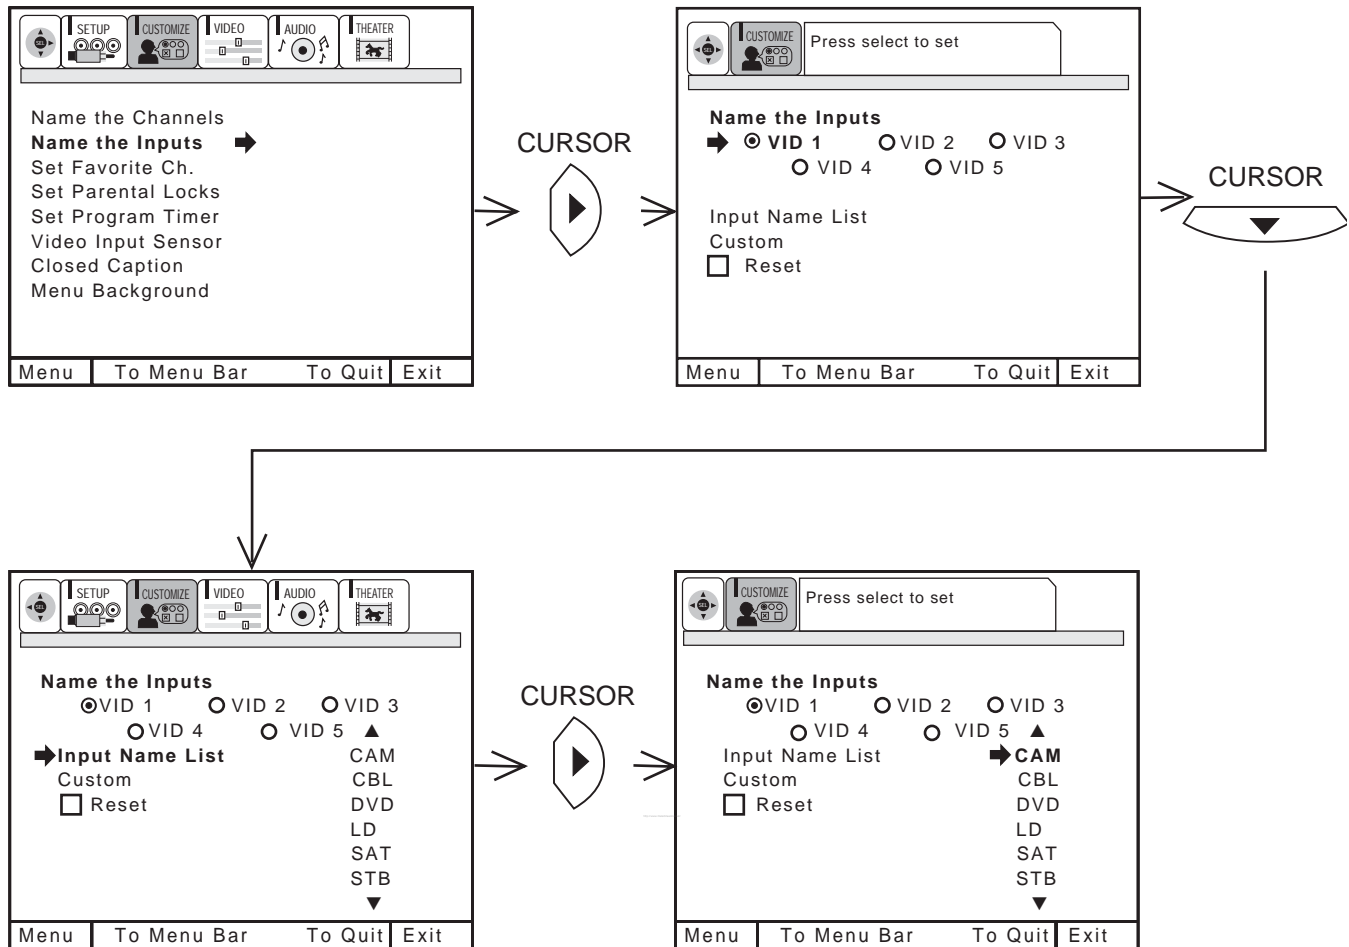 SEL SETUP CUSTOMIZE VIDEO AUDIO THEATER
Name the Channels
Name the Inputs
Set Favorite Ch.
Set Parental Locks
Set Program Timer
Video Input Sensor
Closed Caption
Menu Background
Menu To Menu Bar To Quit Exit
CURSOR
SEL CUSTOMIZE Press select to set
Name the Inputs
VID 1 VID 2 VID 3
VID 4 VID 5
Input Name List
Custom
Reset
Menu To Menu Bar To Quit Exit
CURSOR
SEL SETUP CUSTOMIZE VIDEO AUDIO THEATER
Name the Inputs
VID 1 VID 2 VID 3
VID 4 VID 5
Input Name List CAM
Custom CBL
Reset DVD
LD
SAT
STB
Menu To Menu Bar To Quit Exit
CURSOR
SEL CUSTOMIZE Press select to set
Name the Inputs
VID 1 VID 2 VID 3
VID 4 VID 5
Input Name List CAM
Custom CBL
Reset DVD
LD
SAT
STB
Menu To Menu Bar To Quit Exit